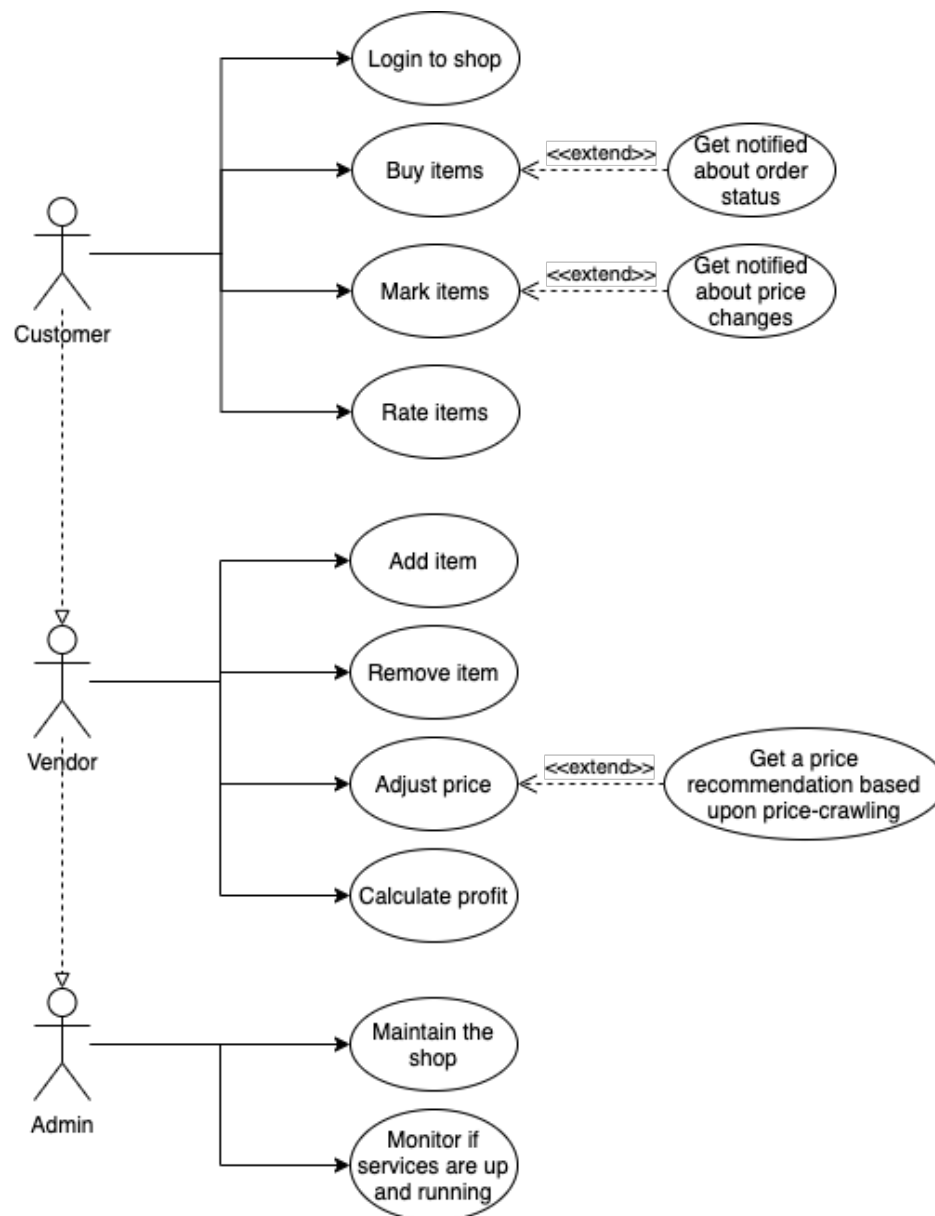 Login to shop
Buy items
<<extend>>
Get notified
about order
status
Customer
Mark items
<<extend>>
Get notified
about price
changes
Rate items
Add item
Vendor
Remove item
Adjust price
<<extend>>
Get a price
recommendation based
upon price-crawling
Calculate profit
Admin
Maintain the
shop
Monitor if
services are up
and running